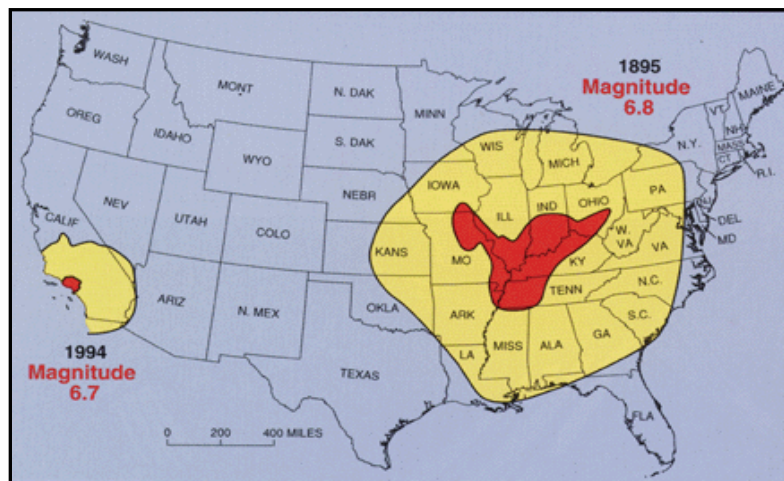 WASH
MONT
N. DAK
MINN
1895
Magnitude
6.8
MAINE
OREG
IDAHO
S. DAK
WIS
MICH
N.Y.
VT.
NH
MASS
CT.
R.I.
WYO
NEBR
IOWA
ILL
IND
OHIO
PA
N.J.
DEL
MD
NEV
UTAH
COLO
CALIF
KANS
MO
KY
W.
VA
VA
ARIZ
N. MEX
OKLA
ARK
TENN
N.C.
S.C.
MISS
ALA
GA
LA
TEXAS
FLA
1994
Magnitude
6.7
0 200 400 MILES